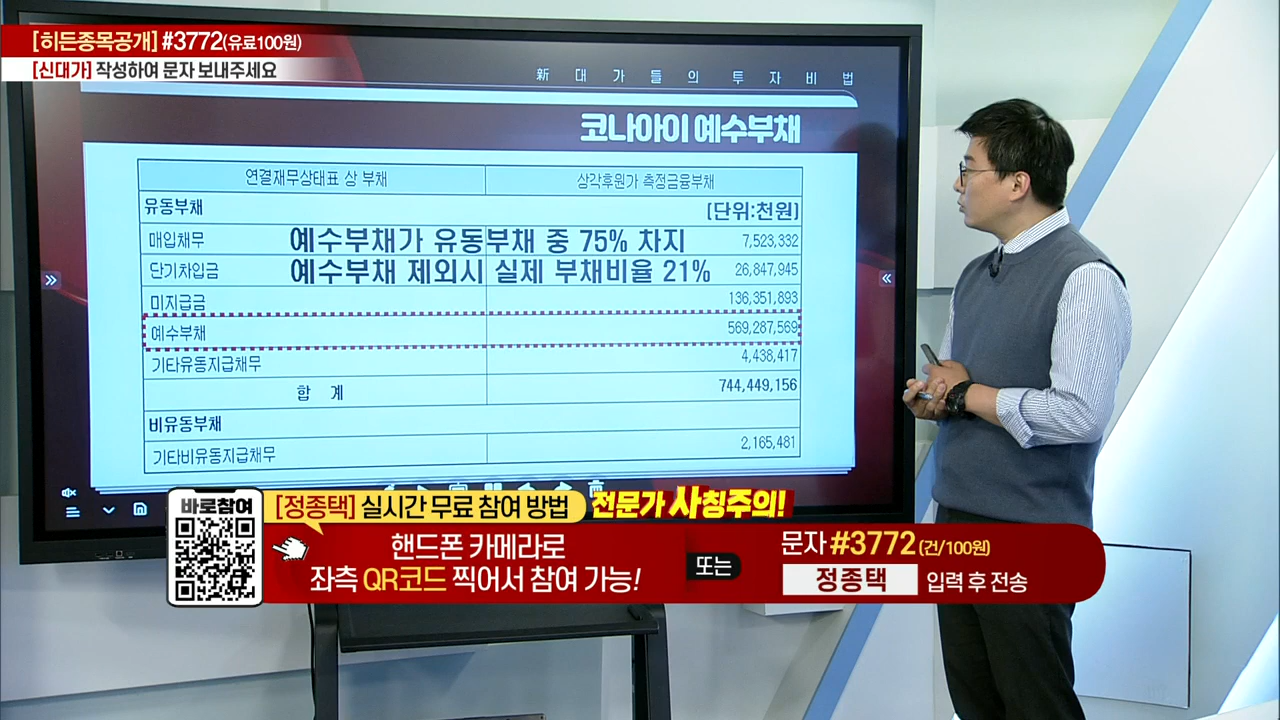 [히든종목공개] #3772(유료100원)
[신대가] 작성하여 문자 보내주세요
新 대 가 들 의 투 자 비 법
코나아이 예수부채
연결재무상태표 상 부채 상각후원가 측정금융부채
유동부채 [단위:천원]
매입채무 예수부채가 유동부채 중 75% 차지 7,523,332
단기차입금 예수부채 제외시 실제 부채비율 21% 26,847,945
미지급금 136,351,893
예수부채 569,287,569
기타유동지급채무 4,438,417
합 계 744,449,156
비유동부채
기타비유동지급채무 2,165,481
바로참여
[정종택] 실시간 무료 참여 방법
전문가 사칭주의!
핸드폰 카메라로
좌측 QR코드 찍어서 참여 가능!
또는
문자 #3772 (건/100원)
정종택 입력 후 전송